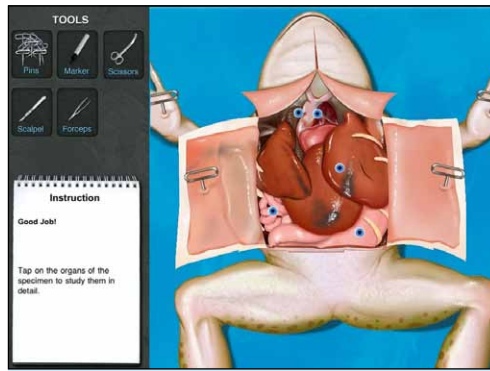 TOOLS
Pins
Marker
Scissors
Scalpel
Forceps
Instruction
Good Job!
Tap on the organs of the
specimen to study them in
detail.